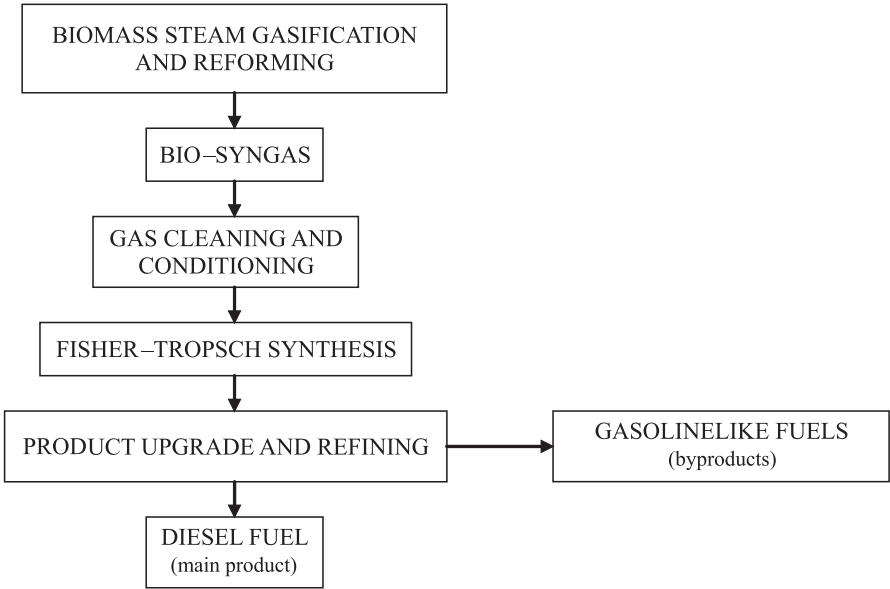 BIOMASS STEAM GASIFICATION
AND REFORMING
BIO–SYNGAS
GAS CLEANING AND
CONDITIONING
FISHER–TROPSCH SYNTHESIS
PRODUCT UPGRADE AND REFINING
GASOLINELIKE FUELS
(byproducts)
DIESEL FUEL
(main product)